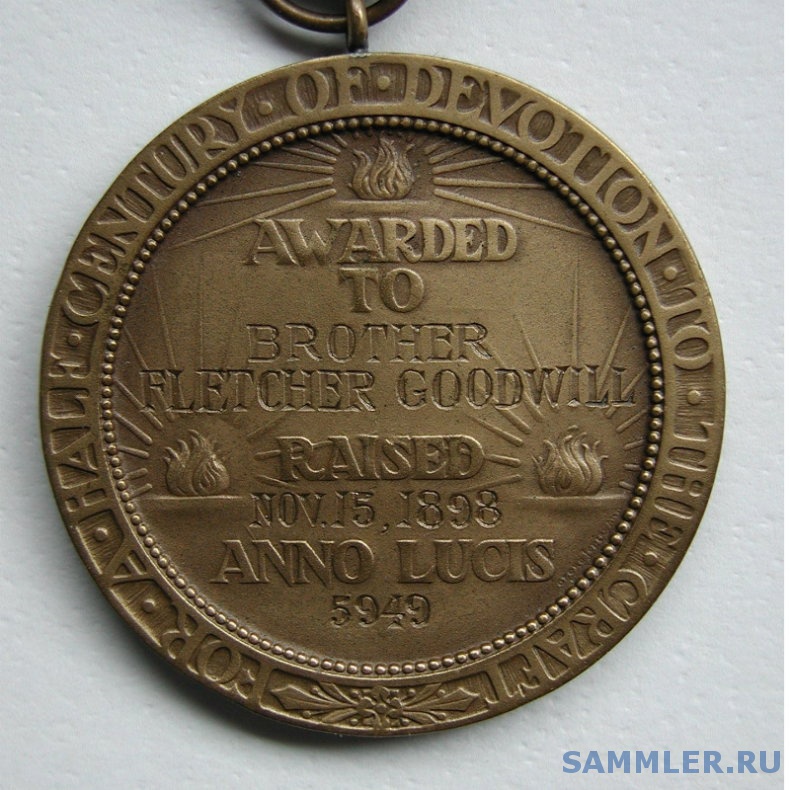 FOR · A · HALF · CENTURY · OF · DEVOTION · TO · THE · CRAFT
AWARDED
TO
BROTHER
FLETCHER GOODWILL
RAISED
NOV. 15, 1898
ANNO LUCIS
5949
SAMMLER.RU